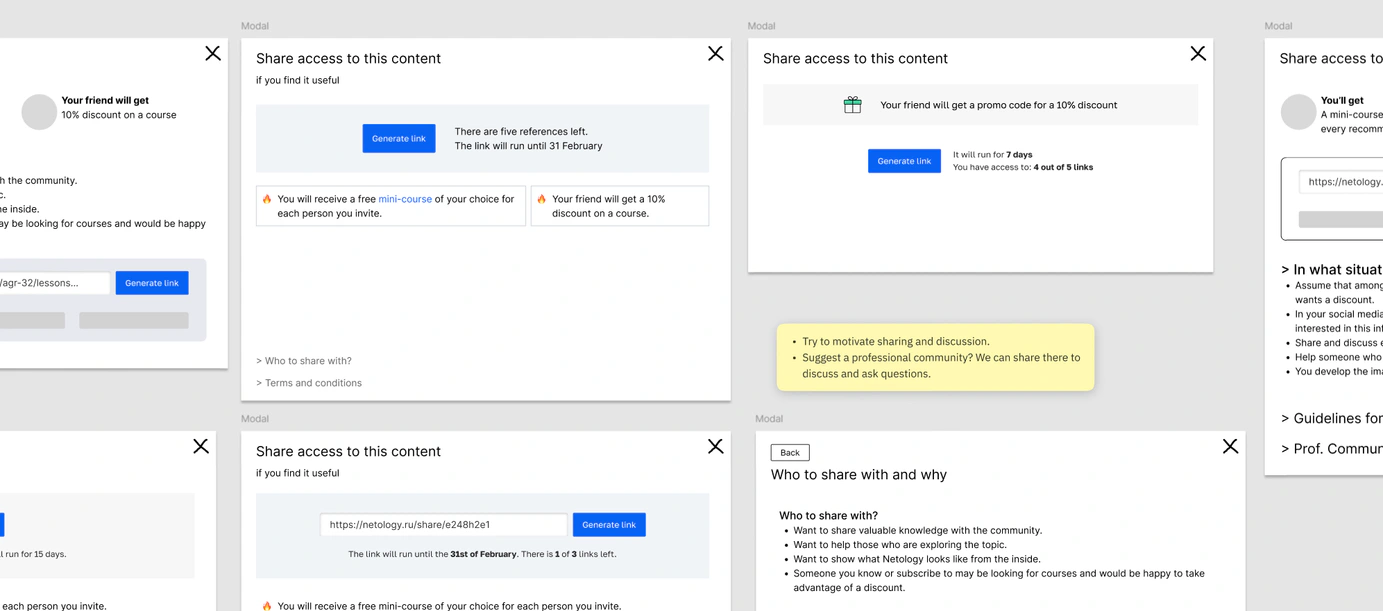 Your friend will get
10% discount on a course
h the community.
c.
ne inside.
ay be looking for courses and would be happy
/agr-32/lessons...
Generate link
Modal
Share access to this content
if you find it useful
Generate link
There are five references left.
The link will run until 31 February
You will receive a free mini-course of your choice for
each person you invite.
Your friend will get a 10%
discount on a course.
> Who to share with?
> Terms and conditions
Modal
Share access to this content
Your friend will get a promo code for a 10% discount
Generate link
It will run for 7 days
You have access to: 4 out of 5 links
• Try to motivate sharing and discussion.
• Suggest a professional community? We can share there to
discuss and ask questions.
Modal
Share access to
You'll get
A mini-course
every recomm
https://netology.
> In what situat
• Assume that among
wants a discount.
• In your social media
interested in this in
• Share and discuss e
• Help someone who
• You develop the ima
> Guidelines for
> Prof. Commun
l run for 15 days.
each person you invite.
Modal
Share access to this content
if you find it useful
https://netology.ru/share/e248h2e1
Generate link
The link will run until the 31st of February. There is 1 of 3 links left.
You will receive a free mini-course of your choice for each person you invite.
Modal
Back
Who to share with and why
Who to share with?
• Want to share valuable knowledge with the community.
• Want to help those who are exploring the topic.
• Want to show what Netology looks like from the inside.
• Someone you know or subscribe to may be looking for courses and would be happy to take
advantage of a discount.